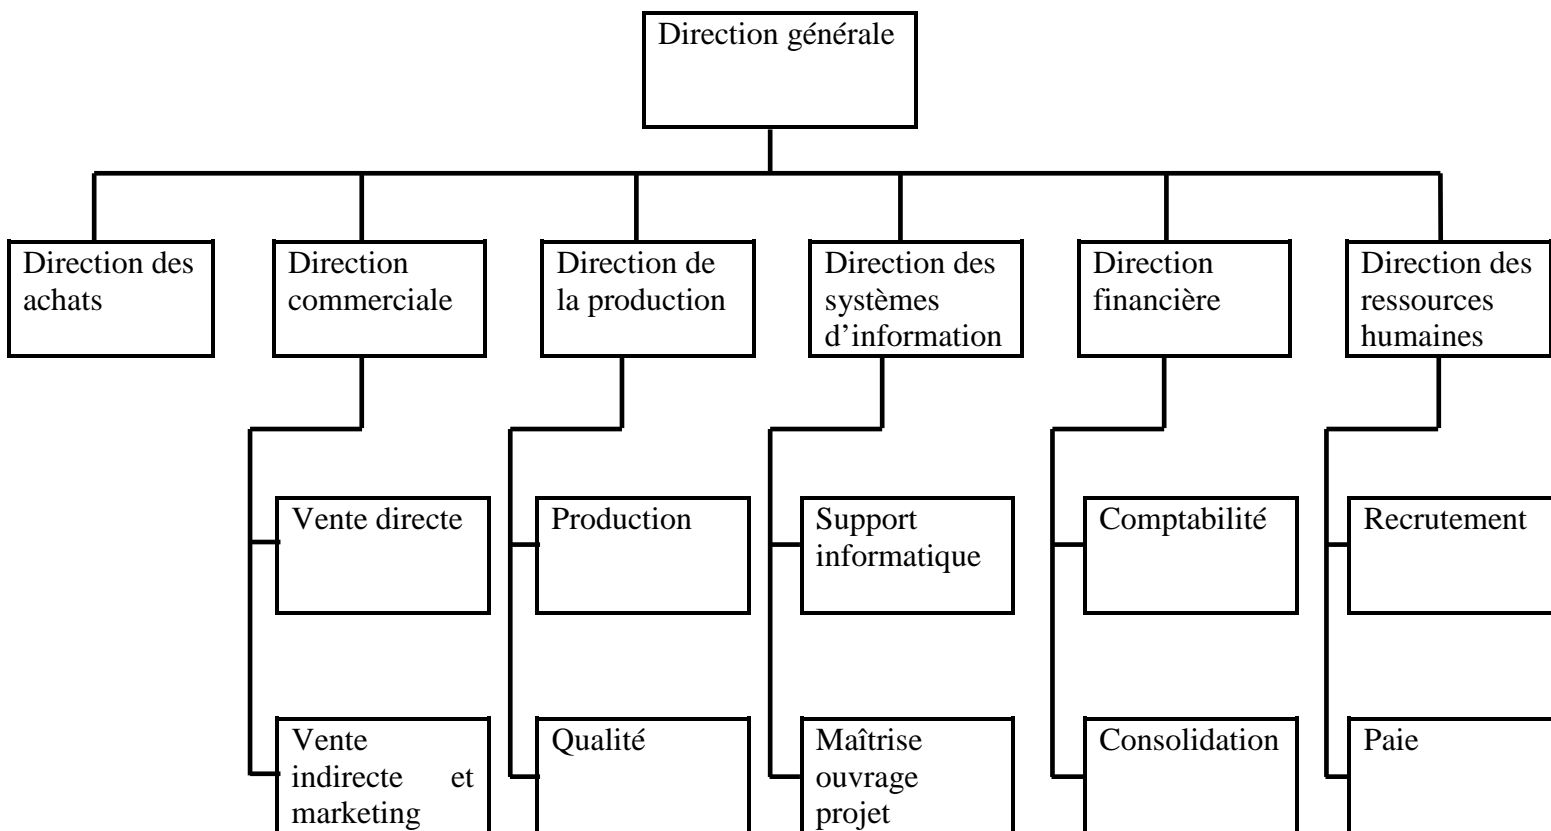 Direction générale
Direction des
achats
Direction
commerciale
Direction de
la production
Direction des
systèmes
d’information
Direction
financière
Direction des
ressources
humaines
Vente directe
Production
Support
informatique
Comptabilité
Recrutement
Vente
indirecte et
marketing
Qualité
Maîtrise
ouvrage
projet
Consolidation
Paie